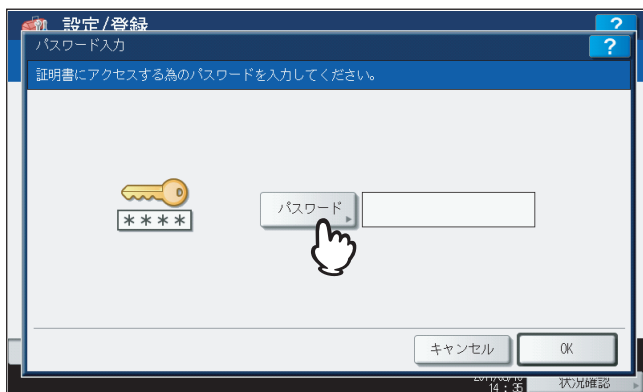 設定/登録
?
パスワード入力
?
証明書にアクセスする為のパスワードを入力してください。
****
パスワード
キャンセル
OK
14:35
状況確認